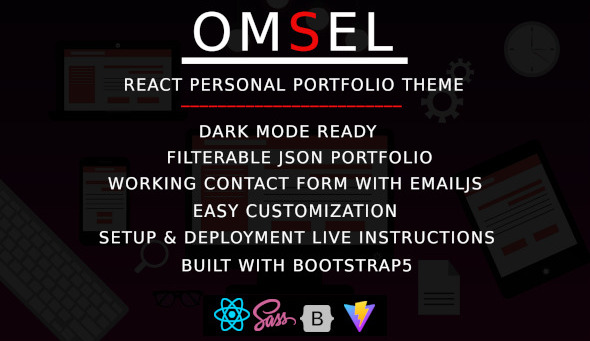 OMSEL
REACT PERSONAL PORTFOLIO THEME
DARK MODE READY
FILTERABLE JSON PORTFOLIO
WORKING CONTACT FORM WITH EMAILJS
EASY CUSTOMIZATION
SETUP & DEPLOYMENT LIVE INSTRUCTIONS
BUILT WITH BOOTSTRAP5
Sass B